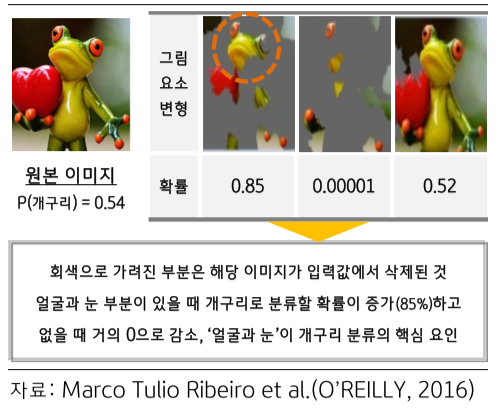 그림
요소
변형
원본 이미지
P(개구리) = 0.54
확률 0.85 0.00001 0.52
회색으로 가려진 부분은 해당 이미지가 입력값에서 삭제된 것
얼굴과 눈 부분이 있을 때 개구리로 분류할 확률이 증가(85%)하고
없을 때 거의 0으로 감소, ‘얼굴과 눈’이 개구리 분류의 핵심 요인
자료: Marco Tulio Ribeiro et al.(O’REILLY, 2016)